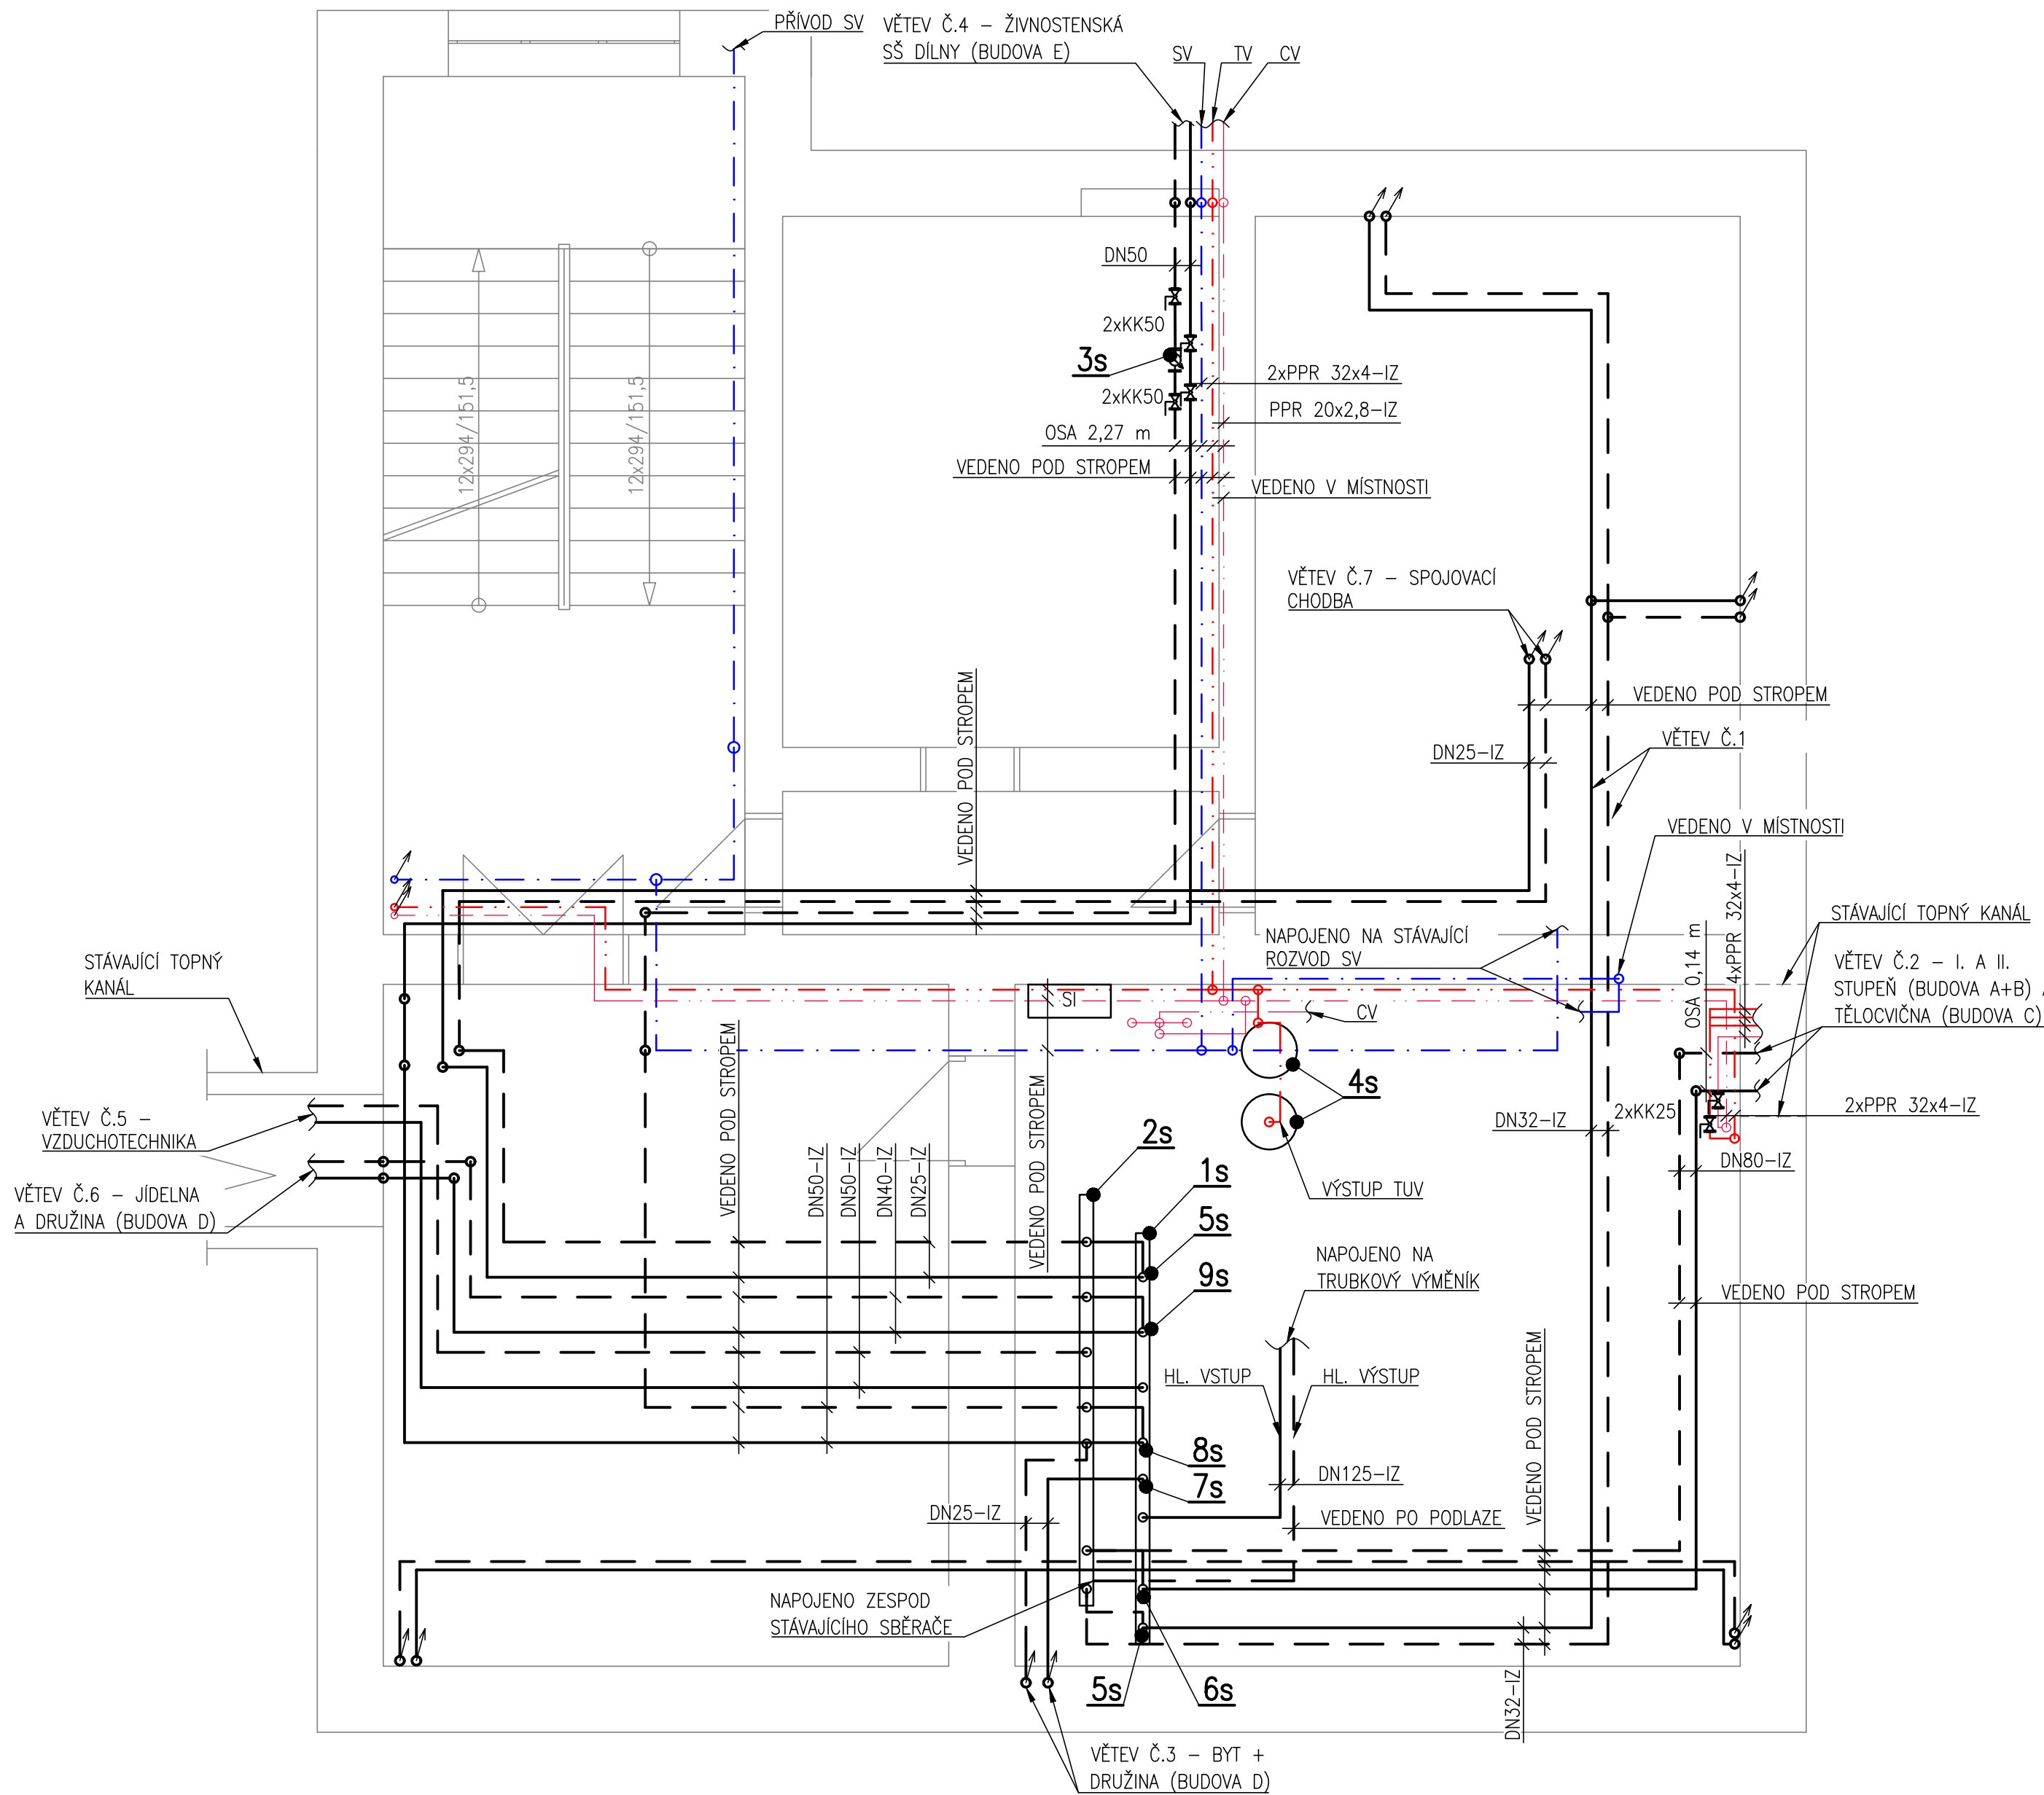 PŘÍVOD SV
VĚTEV Č.4 – ŽIVNOSTENSKÁ
SŠ DÍLNY (BUDOVA E)
SV
TV
CV
DN50
2xKK50
3s
2xKK50
2xPPR 32x4–IZ
PPR 20x2,8–IZ
OSA 2,27 m
VEDENO POD STROPEM
VEDENO V MÍSTNOSTI
12x294/151,5
12x294/151,5
VĚTEV Č.7 – SPOJOVACÍ
CHODBA
VEDENO POD STROPEM
VEDENO POD STROPEM
VĚTEV Č.1
DN25–IZ
VEDENO V MÍSTNOSTI
4xPPR 32x4–IZ
STÁVAJÍCÍ TOPNÝ KANÁL
OSA 0,14 m
NAPOJENO NA STÁVAJÍCÍ
ROZVOD SV
VĚTEV Č.2 – I. A II.
STUPEŇ (BUDOVA A+B) A
TĚLOCVIČNA (BUDOVA C)
STÁVAJÍCÍ TOPNÝ
KANÁL
SI
CV
4s
VEDENO POD STROPEM
VEDENO POD STROPEM
2xKK25
2xPPR 32x4–IZ
DN32–IZ
VĚTEV Č.5 –
VZDUCHOTECHNIKA
2s
1s
DN80–IZ
VÝSTUP TUV
DN50–IZ
DN50–IZ
DN40–IZ
DN25–IZ
VĚTEV Č.6 – JÍDELNA
A DRUŽINA (BUDOVA D)
5s
9s
NAPOJENO NA
TRUBKOVÝ VÝMĚNÍK
VEDENO POD STROPEM
HL. VSTUP
HL. VÝSTUP
VEDENO POD STROPEM
8s
7s
DN125–IZ
DN25–IZ
VEDENO PO PODLAZE
NAPOJENO ZESPOD
STÁVAJÍCÍHO SBĚRAČE
5s
6s
DN32–IZ
VĚTEV Č.3 – BYT +
DRUŽINA (BUDOVA D)